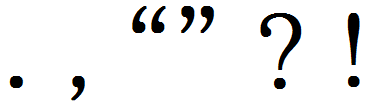 . , “” ? !